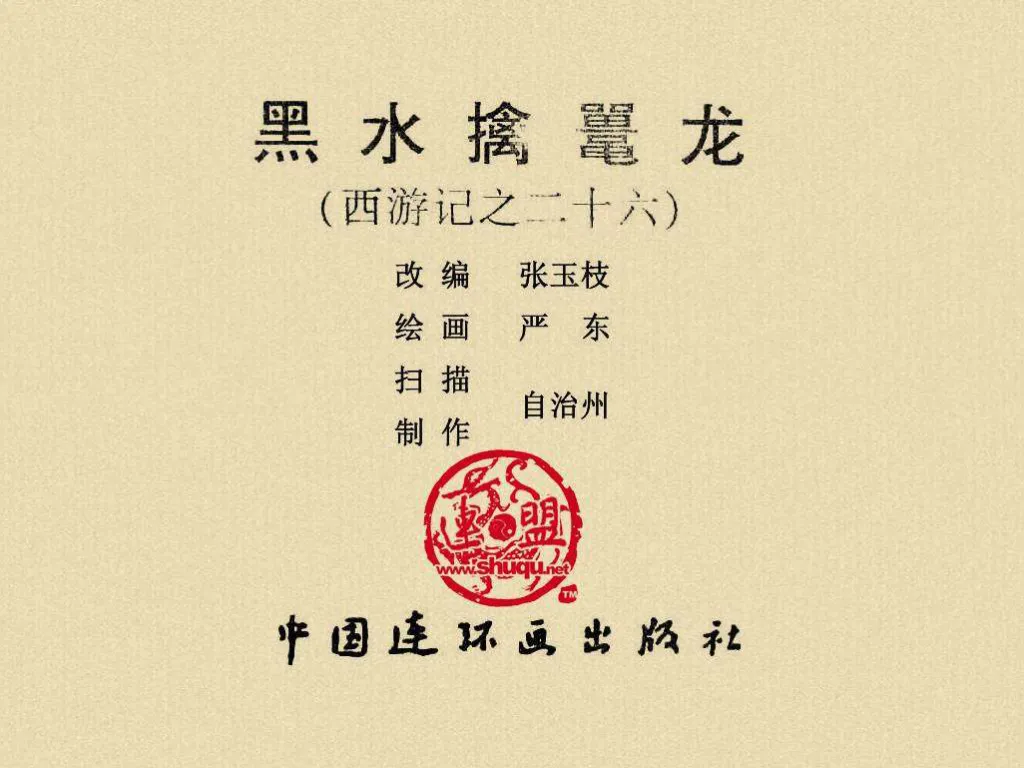 黑水擒鼍龙
(西游记之二十六)
改编 张玉枝
绘画 严东
扫描
自治州
制作
連盟
www.shuqu.net
TM
中国连环画出版社